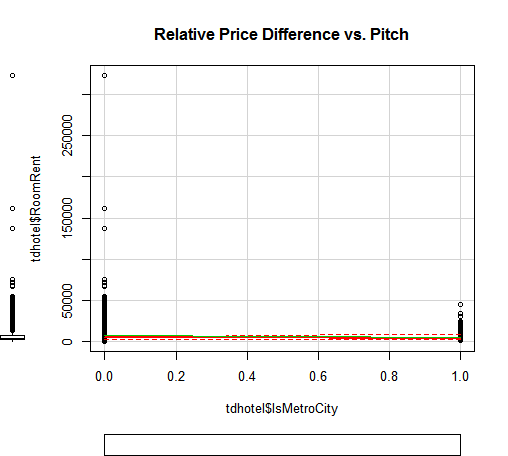 Relative Price Difference vs. Pitch
tdhotel$RoomRent
250000
150000
50000
0
0.0 0.2 0.4 0.6 0.8 1.0
tdhotel$IsMetroCity